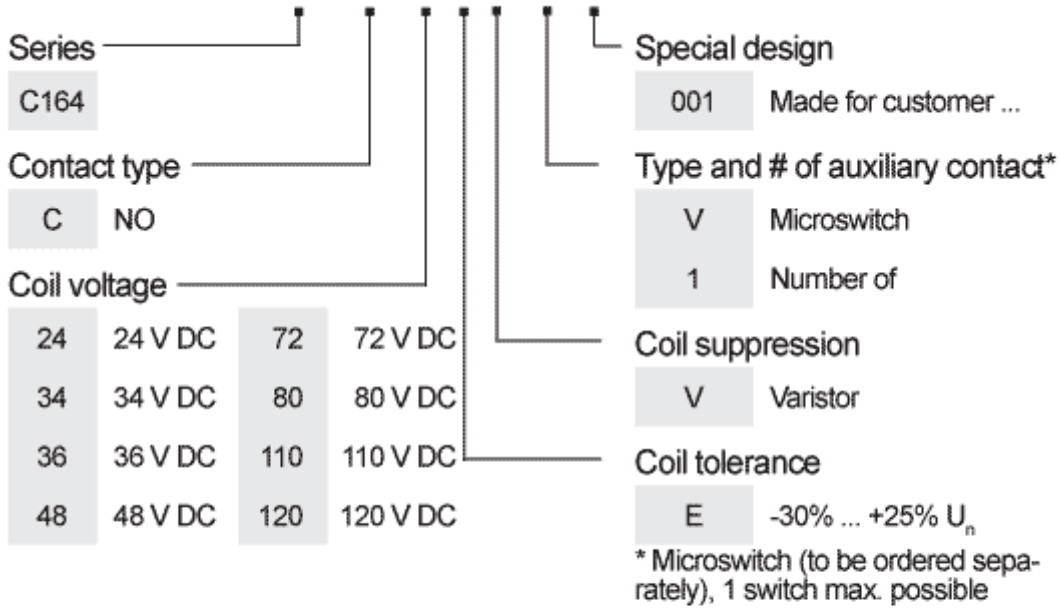 Series
C164
Contact type
C NO
Coil voltage
24 24 V DC 72 72 V DC
34 34 V DC 80 80 V DC
36 36 V DC 110 110 V DC
48 48 V DC 120 120 V DC
Special design
001 Made for customer ...
Type and # of auxiliary contact*
V Microswitch
1 Number of
Coil suppression
V Varistor
Coil tolerance
E -30% ... +25% Un
* Microswitch (to be ordered sepa-
rately), 1 switch max. possible